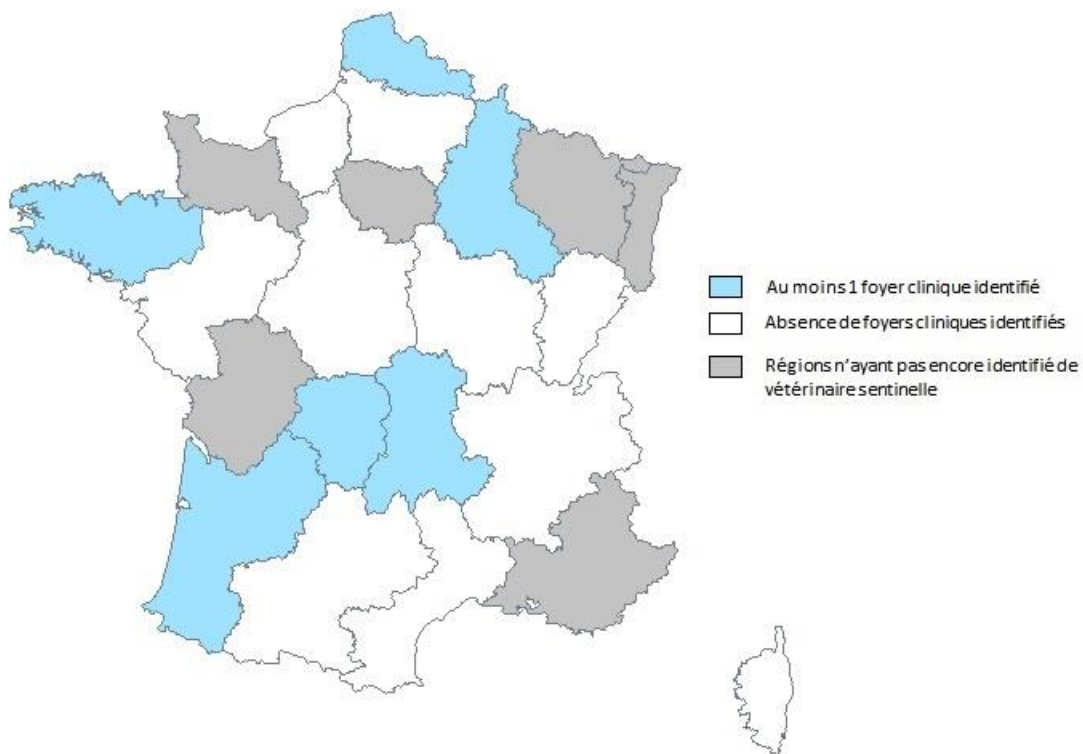 Au moins 1 foyer clinique identifié
Absence de foyers cliniques identifiés
Régions n'ayant pas encore identifié de
vétérinaire sentinelle